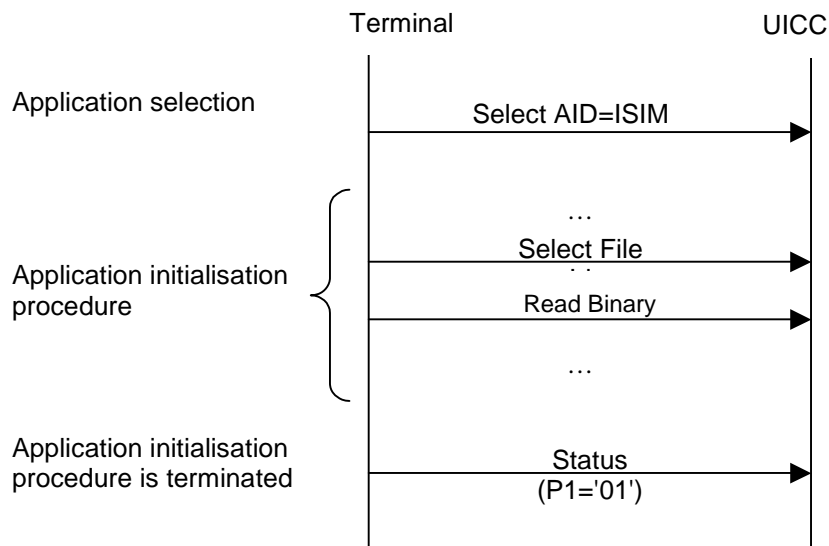 Terminal UICC
Application selection
Select AID=ISIM
…
Select File
. .
Application initialisation
procedure
Read Binary
…
Application initialisation
procedure is terminated
Status
(P1='01')